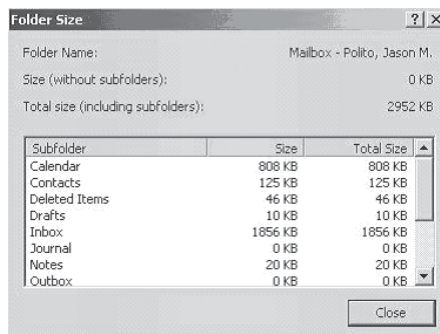 Folder Size
Folder Name: Mailbox - Polito, Jason M.
Size (without subfolders): 0 KB
Total size (including subfolders): 2952 KB
Subfolder Size Total Size
Calendar 808 KB 808 KB
Contacts 125 KB 125 KB
Deleted Items 46 KB 46 KB
Drafts 10 KB 10 KB
Inbox 1856 KB 1856 KB
Journal 0 KB 0 KB
Notes 20 KB 20 KB
Outbox 0 KB 0 KB
Close